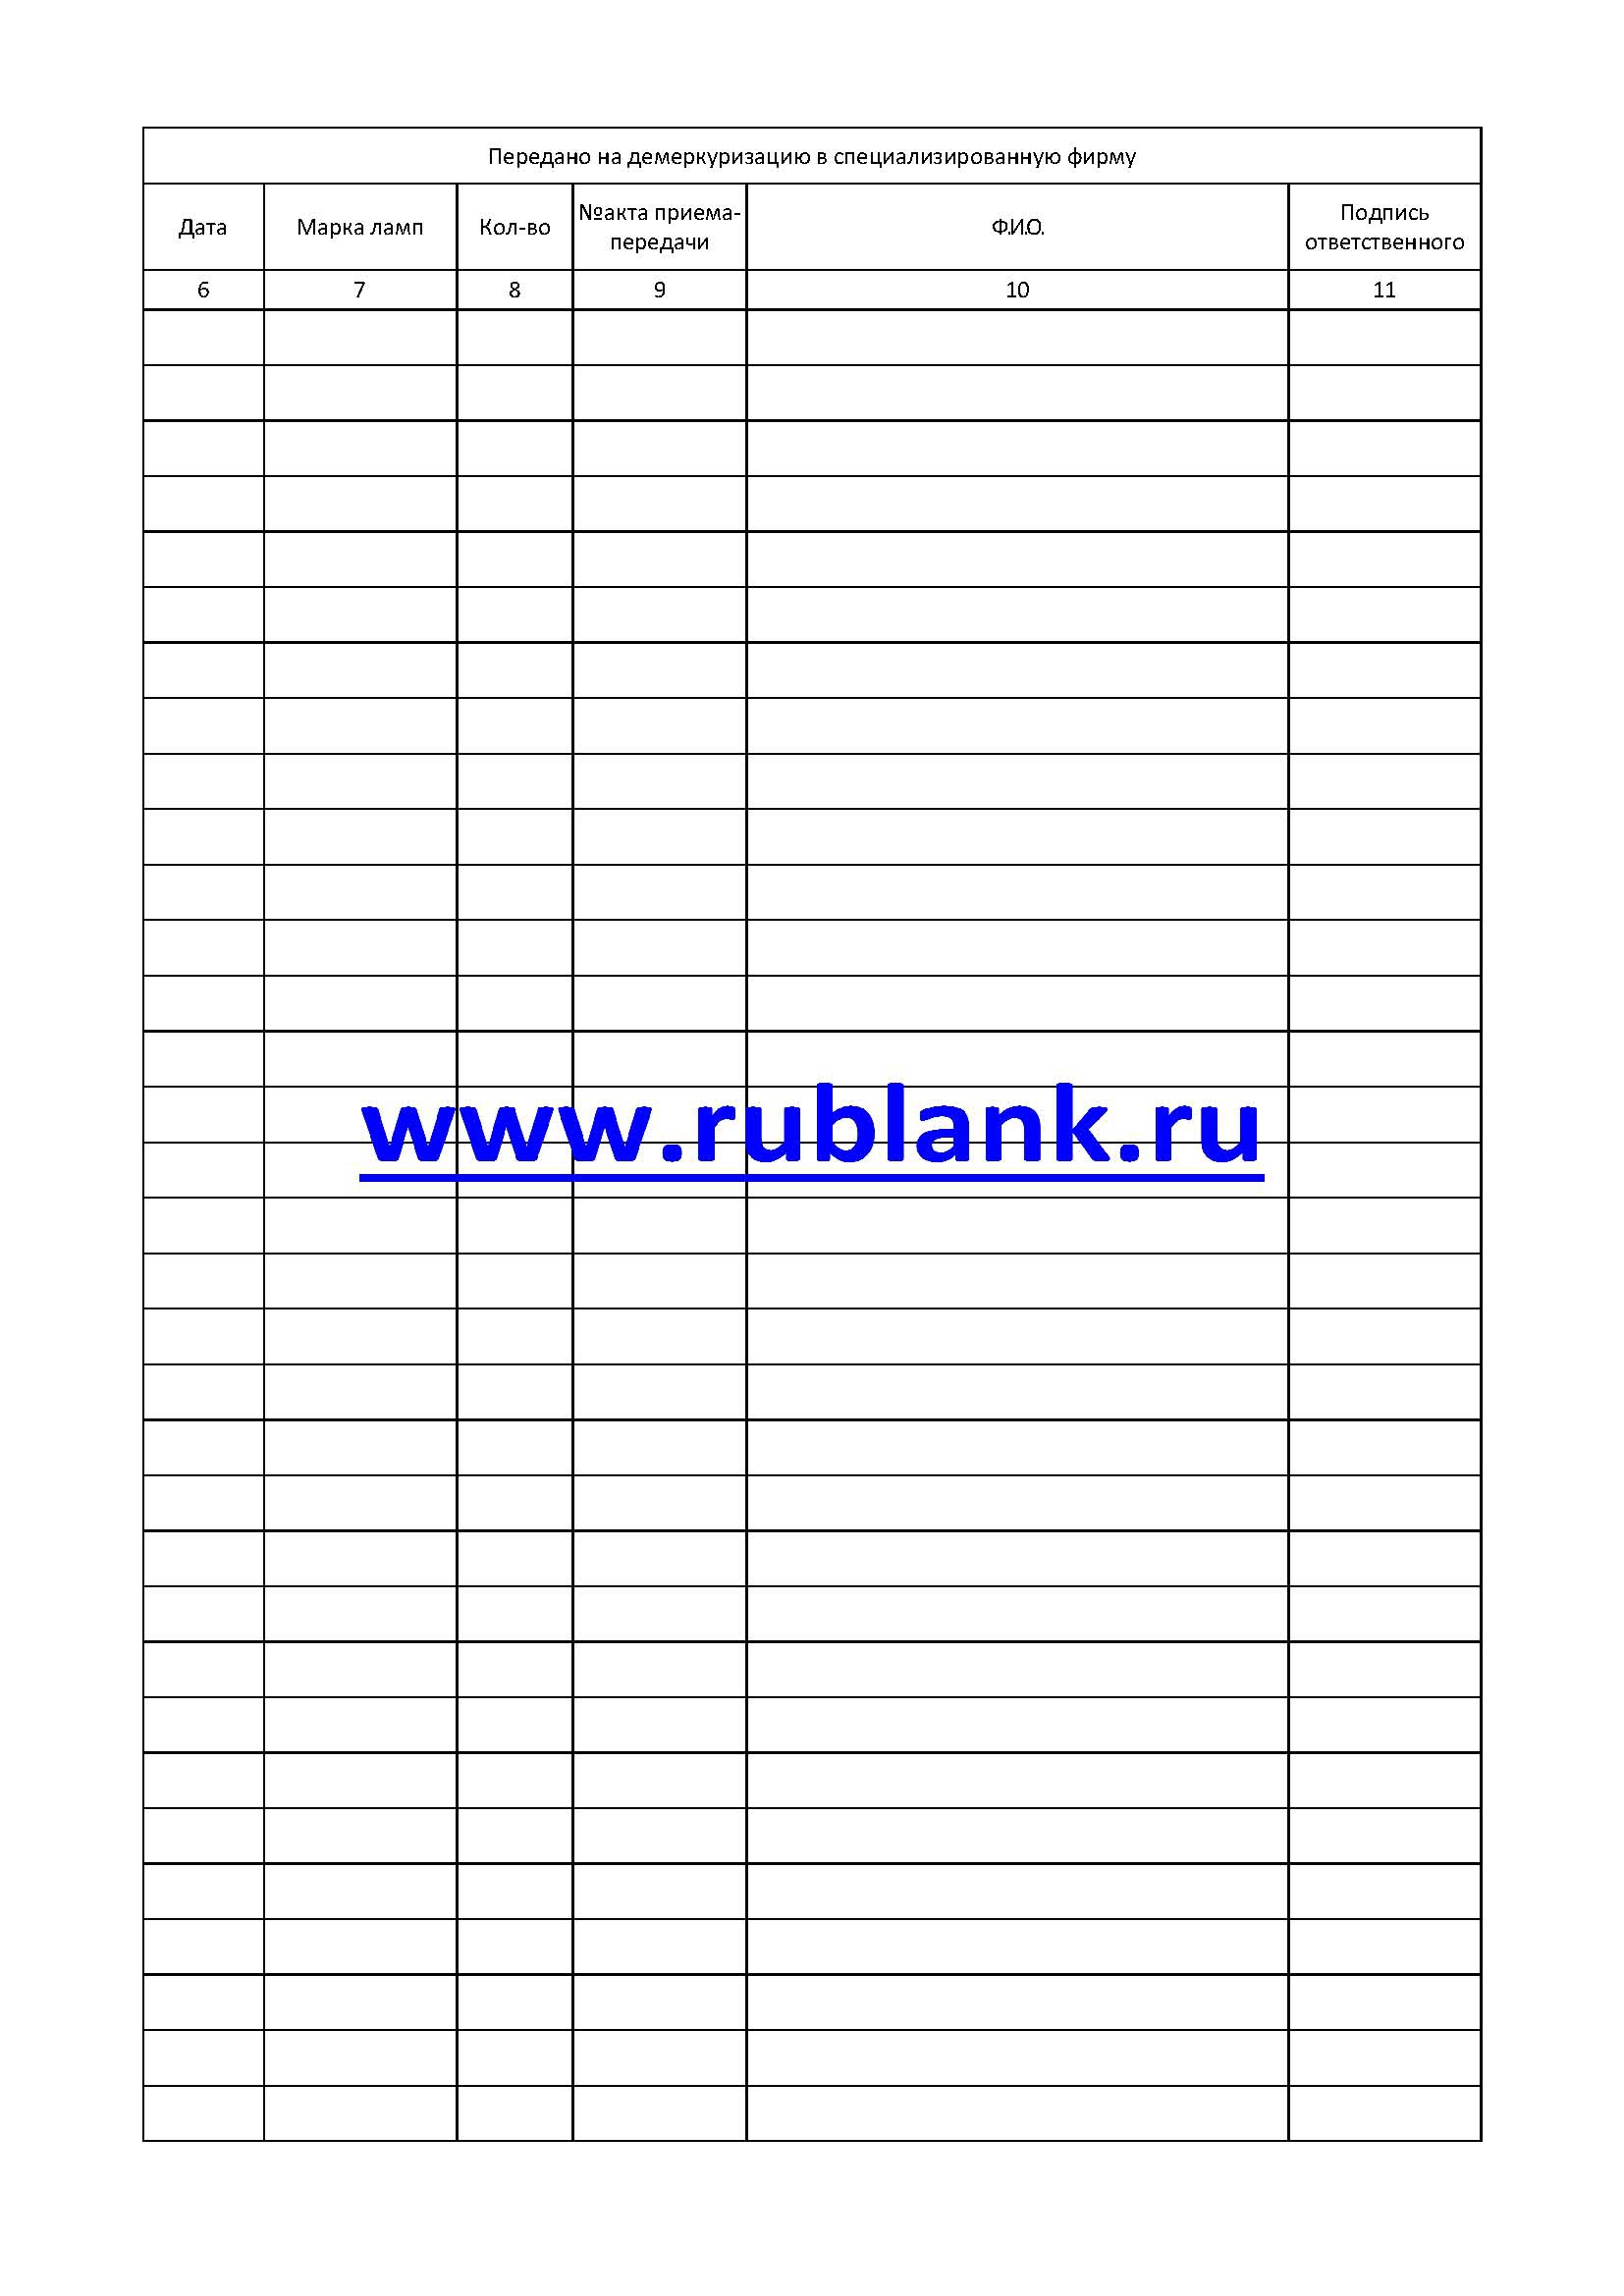 Передано на демеркуризацию в специализированную фирму
Дата
Марка ламп
Кол-во
№акта приема-
передачи
Ф.И.О.
Подпись
ответственного
6
7
8
9
10
11
www.rublank.ru